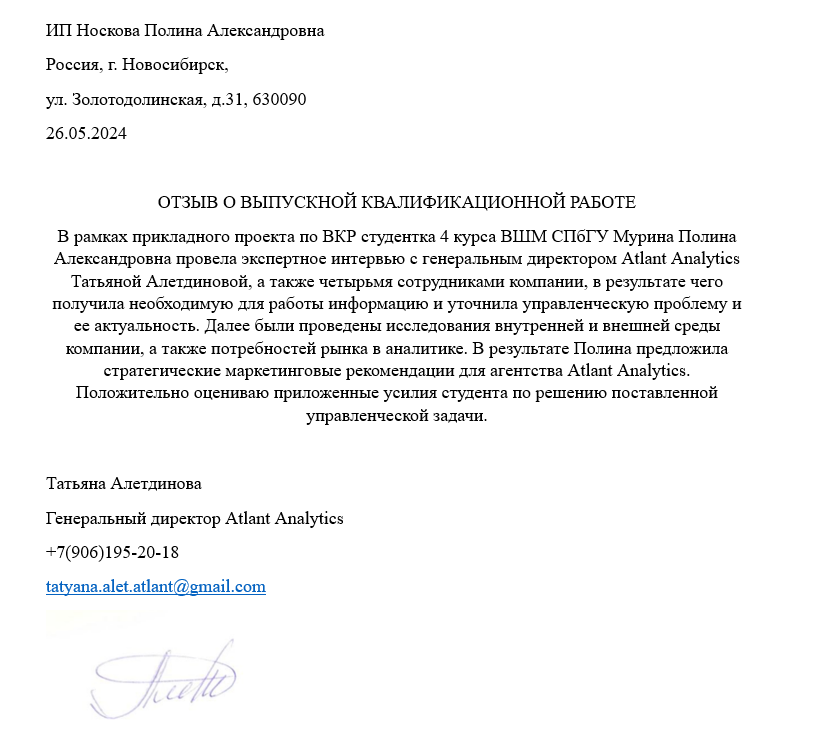 ИП Носкова Полина Александровна
Россия, г. Новосибирск,
ул. Золотодолинская, д.31, 630090
26.05.2024
ОТЗЫВ О ВЫПУСКНОЙ КВАЛИФИКАЦИОННОЙ РАБОТЕ
В рамках прикладного проекта по ВКР студентка 4 курса ВШМ СПбГУ Мурина Полина
Александровна провела экспертное интервью с генеральным директором Atlant Analytics
Татьяной Алетдиновой, а также четырьмя сотрудниками компании, в результате чего
получила необходимую для работы информацию и уточнила управленческую проблему и
ее актуальность. Далее были проведены исследования внутренней и внешней среды
компании, а также потребностей рынка в аналитике. В результате Полина предложила
стратегические маркетинговые рекомендации для агентства Atlant Analytics.
Положительно оцениваю приложенные усилия студента по решению поставленной
управленческой задачи.
Татьяна Алетдинова
Генеральный директор Atlant Analytics
+7(906)195-20-18
tatyana.alet.atlant@gmail.com